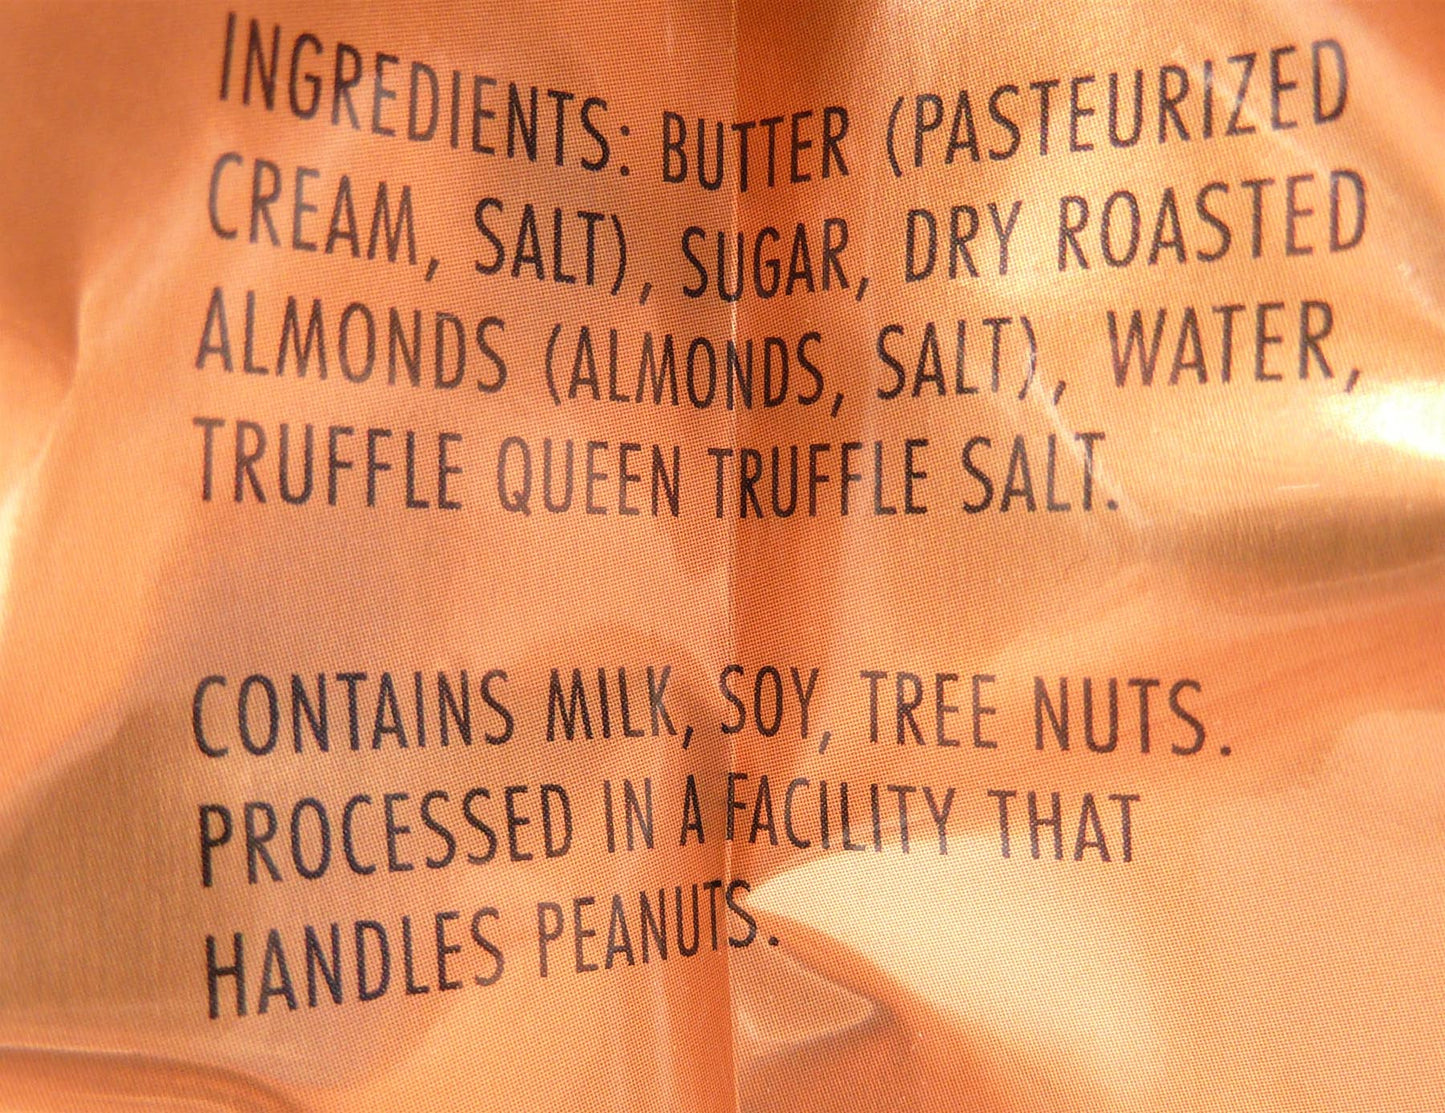 INGREDIENTS: BUTTER (PASTEURIZED
CREAM, SALT), SUGAR, DRY ROASTED
ALMONDS (ALMONDS, SALT), WATER,
TRUFFLE QUEEN TRUFFLE SALT.
CONTAINS MILK, SOY, TREE NUTS.
PROCESSED IN A FACILITY THAT
HANDLES PEANUTS.